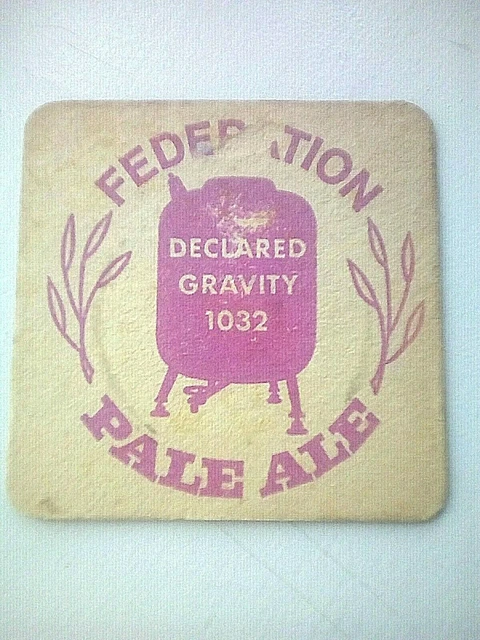 FEDERATION
DECLARED
GRAVITY
1032
PALE ALE